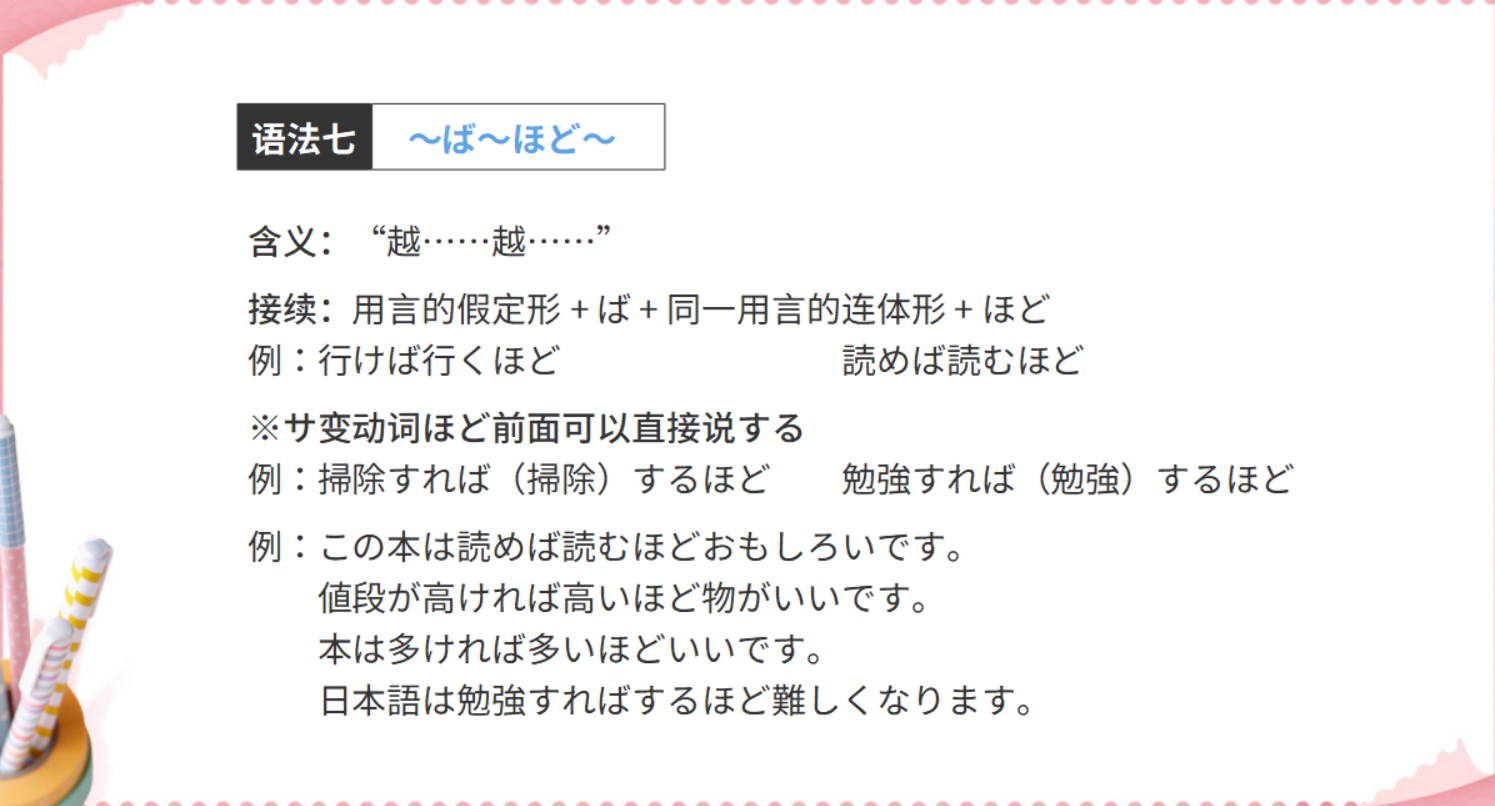 语法七 ～ば～ほど～
含义： “越……越……”
接续：用言的假定形 + ば + 同一用言的连体形 + ほど
例：行けば行くほど 読めば読むほど
※サ变动词ほど前面可以直接说する
例：掃除すれば（掃除）するほど 勉強すれば（勉強）するほど
例：この本は読めば読むほどおもしろいです。
値段が高ければ高いほど物がいいです。
本は多ければ多いほどいいです。
日本語は勉強すればするほど難しくなります。